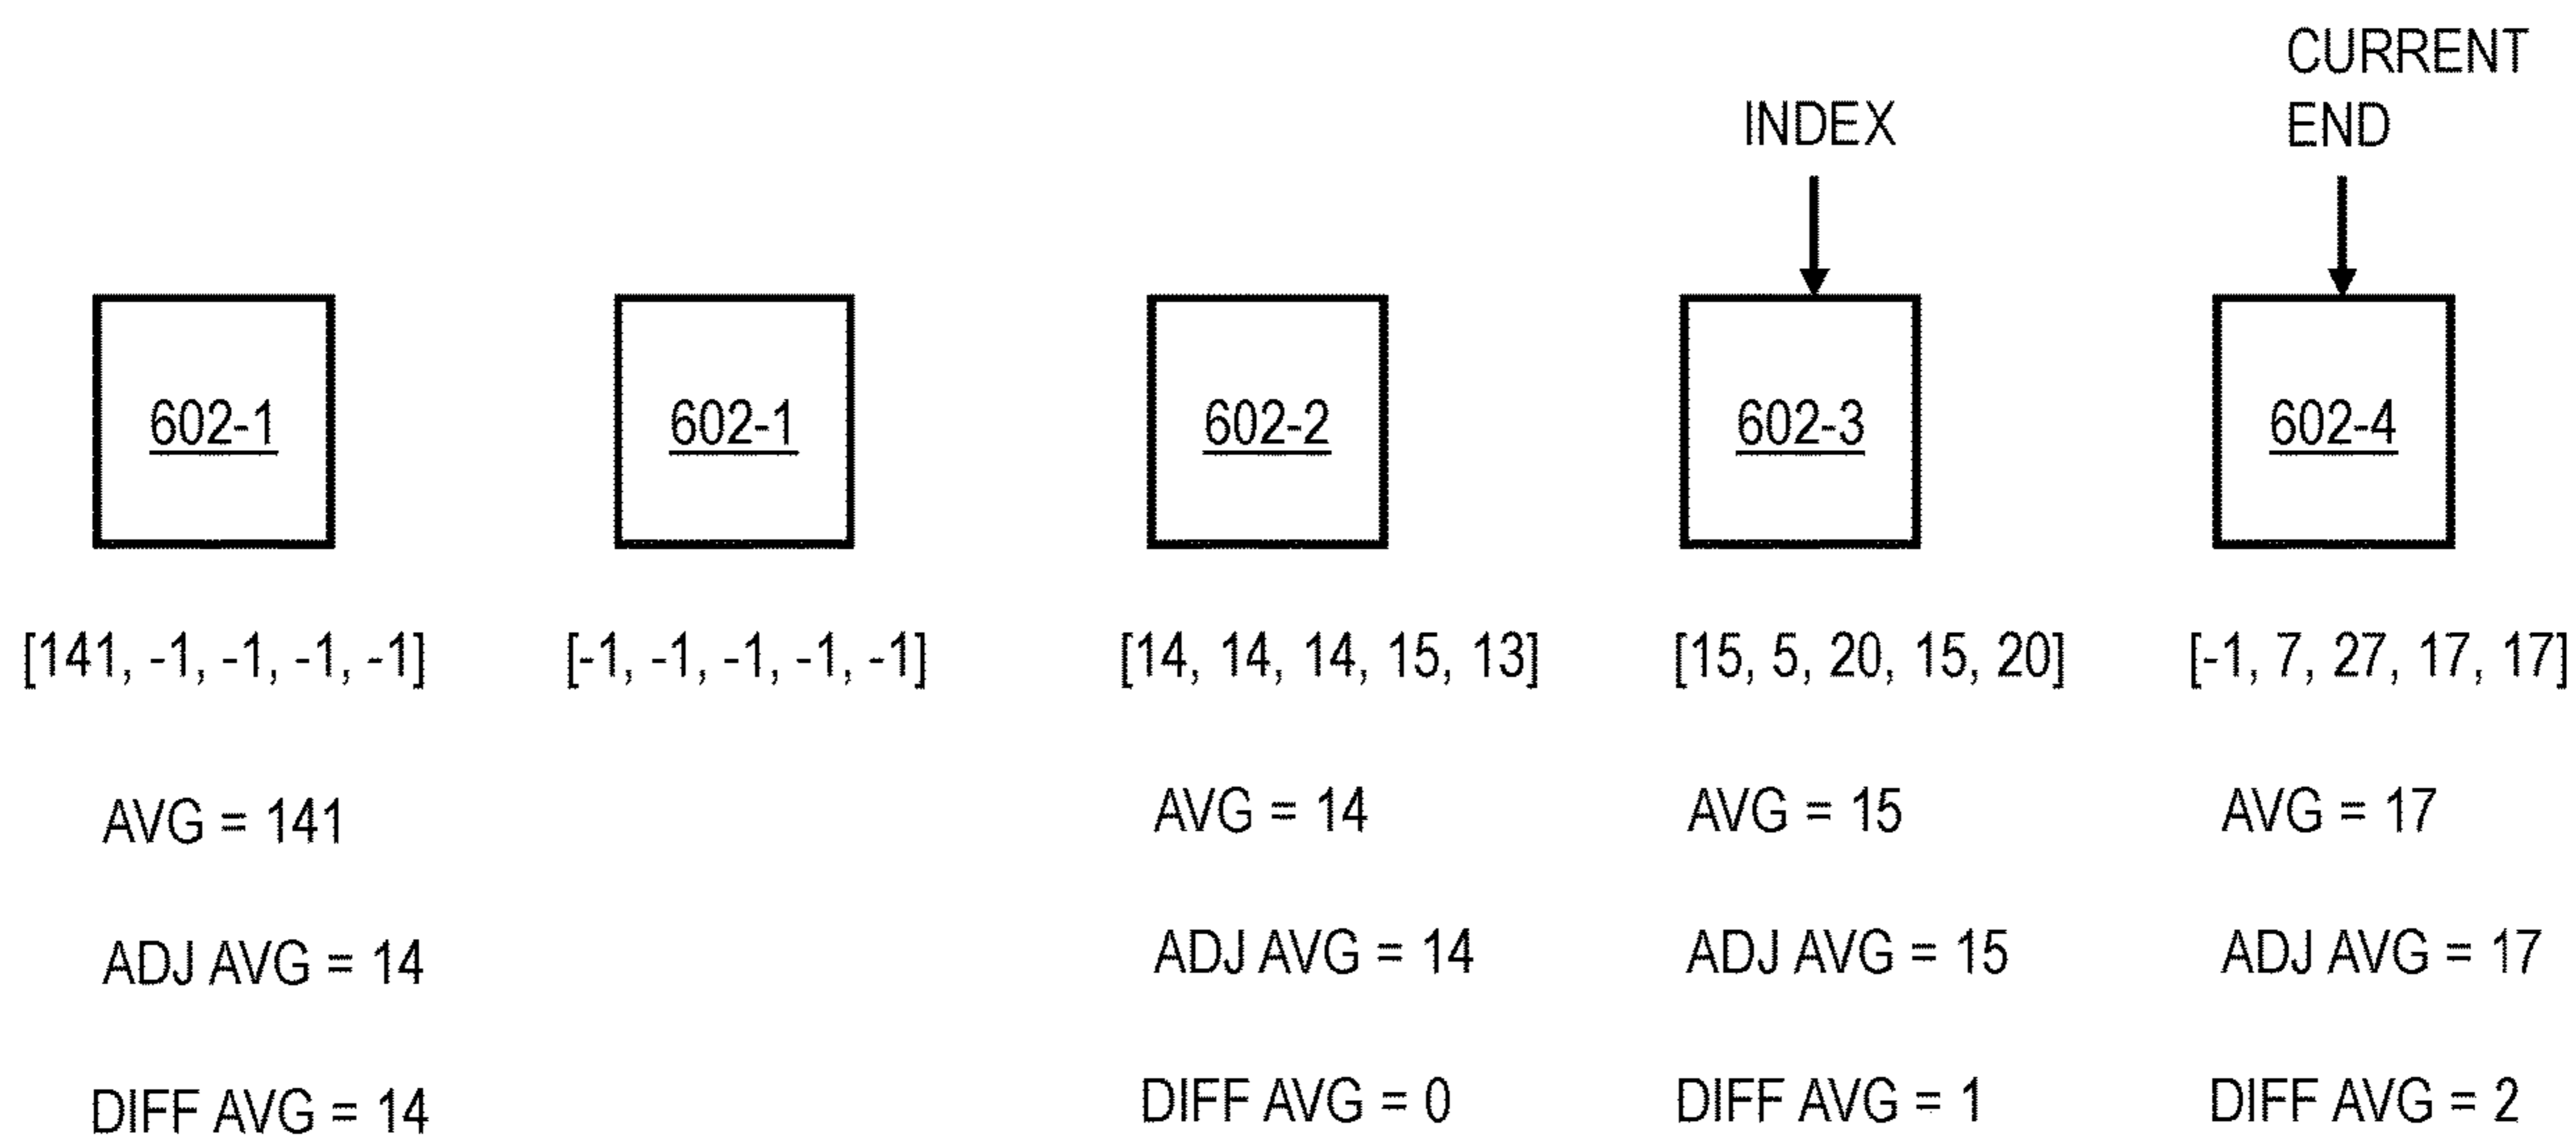 CURRENT
END
INDEX
602-1
602-1
602-2
602-3
602-4
[141, -1, -1, -1, -1]
[-1, -1, -1, -1, -1]
[14, 14, 14, 15, 13]
[15, 5, 20, 15, 20]
[-1, 7, 27, 17, 17]
AVG = 141
AVG = 14
AVG = 15
AVG = 17
ADJ AVG = 14
ADJ AVG = 14
ADJ AVG = 15
ADJ AVG = 17
DIFF AVG = 14
DIFF AVG = 0
DIFF AVG = 1
DIFF AVG = 2